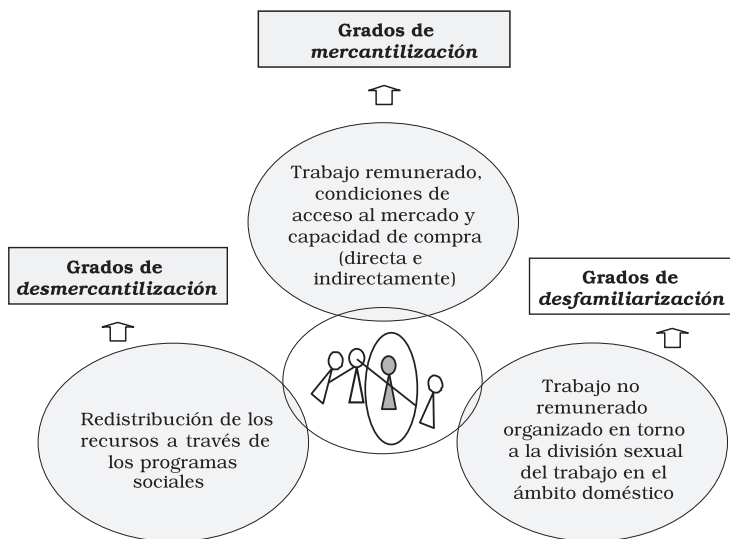 Grados de
mercantilización
Trabajo remunerado,
condiciones de
acceso al mercado y
capacidad de compra
(directa e
indirectamente)
Grados de
desmercantilización
Grados de
desfamiliarización
Redistribución de los
recursos a través de
los programas
sociales
Trabajo no
remunerado
organizado en torno
a la división sexual
del trabajo en el
ámbito doméstico